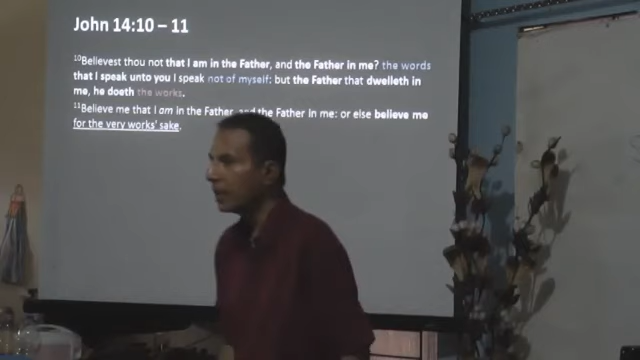 John 14:10 – 11
10Believest thou not that I am in the Father, and the Father in me? the words
that I speak unto you I speak not of myself: but the Father that dwelleth in
me, he doeth the works.
11Believe me that I am in the Father, and the Father in me: or else believe me
for the very works' sake.